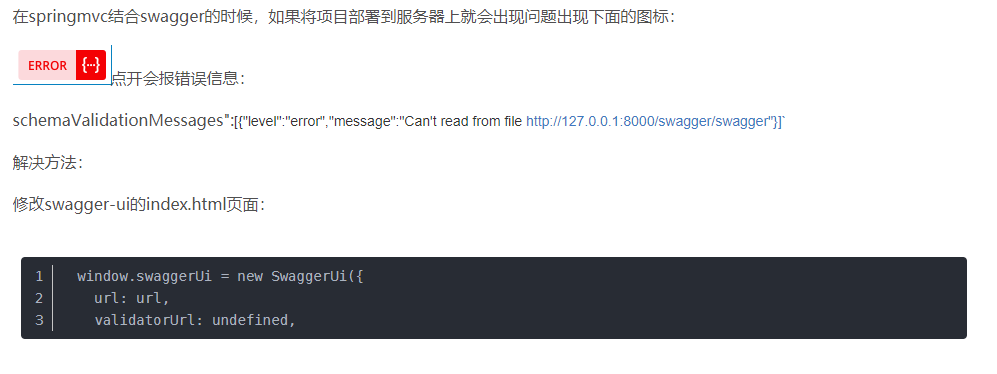 在springmvc结合swagger的时候，如果将项目部署到服务器上就会出现问题出现下面的图标：
ERROR {···} 点开会报错误信息：
schemaValidationMessages":[{"level":"error","message":"Can't read from file http://127.0.0.1:8000/swagger/swagger"}]`
解决方法：
修改swagger-ui的index.html页面：
1 window.swaggerUi = new SwaggerUi({
2 url: url,
3 validatorUrl: undefined,